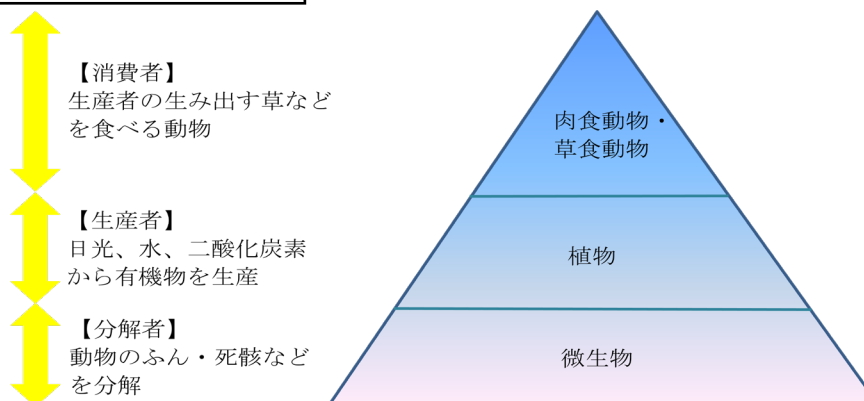 【消費者】
生産者の生み出す草など
を食べる動物
肉食動物・
草食動物
【生産者】
日光、水、二酸化炭素
から有機物を生産
植物
【分解者】
動物のふん・死骸など
を分解
微生物